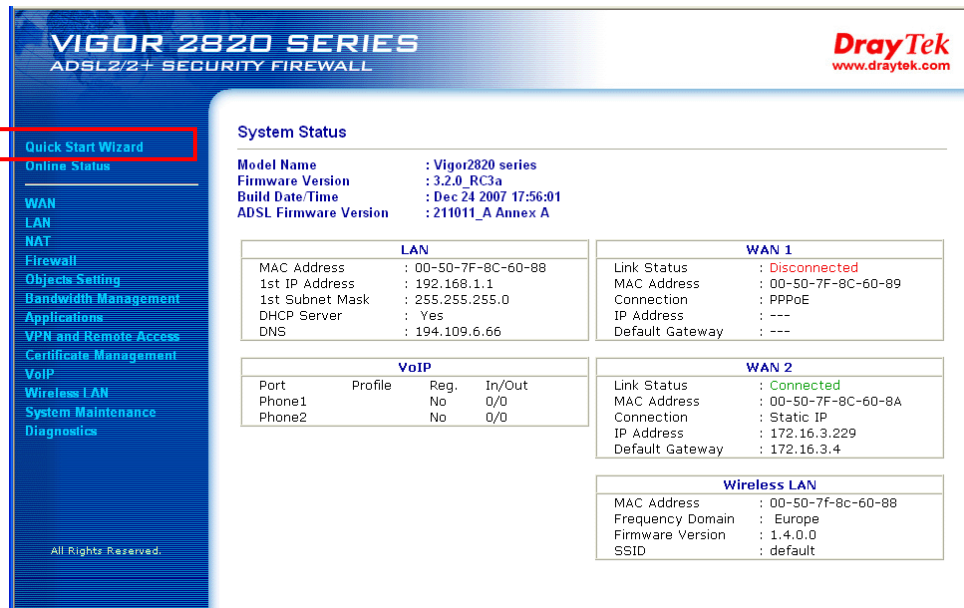 VIGOR 2820 SERIES
ADSL2/2+ SECURITY FIREWALL
DrayTek
www.draytek.com
Quick Start Wizard
Online Status
WAN
LAN
NAT
Firewall
Objects Setting
Bandwidth Management
Applications
VPN and Remote Access
Certificate Management
VoIP
Wireless LAN
System Maintenance
Diagnostics
All Rights Reserved.
System Status
Model Name : Vigor2820 series
Firmware Version : 3.2.0_RC3a
Build Date/Time : Dec 24 2007 17:56:01
ADSL Firmware Version : 211011_A Annex A
LAN
MAC Address : 00-50-7F-8C-60-88
1st IP Address : 192.168.1.1
1st Subnet Mask : 255.255.255.0
DHCP Server : Yes
DNS : 194.109.6.66
WAN 1
Link Status : Disconnected
MAC Address : 00-50-7F-8C-60-89
Connection : PPPoE
IP Address : ---
Default Gateway : ---
VoIP
Port Profile Reg. In/Out
Phone1 No 0/0
Phone2 No 0/0
WAN 2
Link Status : Connected
MAC Address : 00-50-7F-8C-60-8A
Connection : Static IP
IP Address : 172.16.3.229
Default Gateway : 172.16.3.4
Wireless LAN
MAC Address : 00-50-7f-8c-60-88
Frequency Domain : Europe
Firmware Version : 1.4.0.0
SSID : default